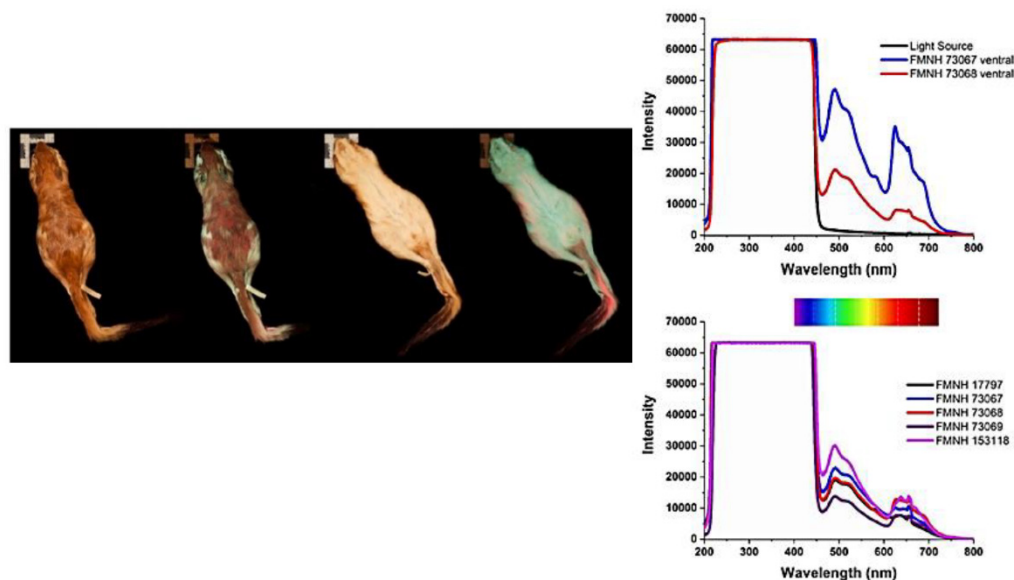 70000
60000
50000
40000
30000
20000
10000
0
Intensity
Light Source
FMNH 73067 ventral
FMNH 73068 ventral
200 300 400 500 600 700 800
Wavelength (nm)
70000
60000
50000
40000
30000
20000
10000
0
Intensity
FMNH 17797
FMNH 73067
FMNH 73068
FMNH 73069
FMNH 153118
200 300 400 500 600 700 800
Wavelength (nm)